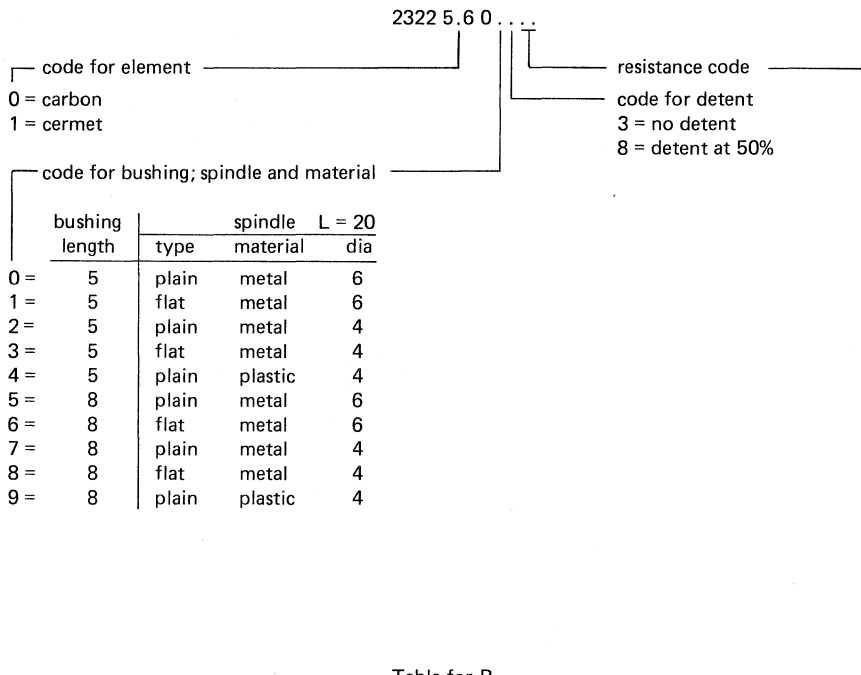 2322 5.6 0 . . . .
code for element
0 = carbon
1 = cermet
resistance code
code for detent
3 = no detent
8 = detent at 50%
code for bushing; spindle and material
bushing spindle L = 20
length type material dia
0 = 5 plain metal 6
1 = 5 flat metal 6
2 = 5 plain metal 4
3 = 5 flat metal 4
4 = 5 plain plastic 4
5 = 8 plain metal 6
6 = 8 flat metal 6
7 = 8 plain metal 4
8 = 8 flat metal 4
9 = 8 plain plastic 4
Table for R